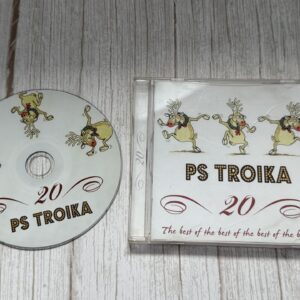 20
PS TROIKA
PS TROIKA
20
The best of the best of the best of the b